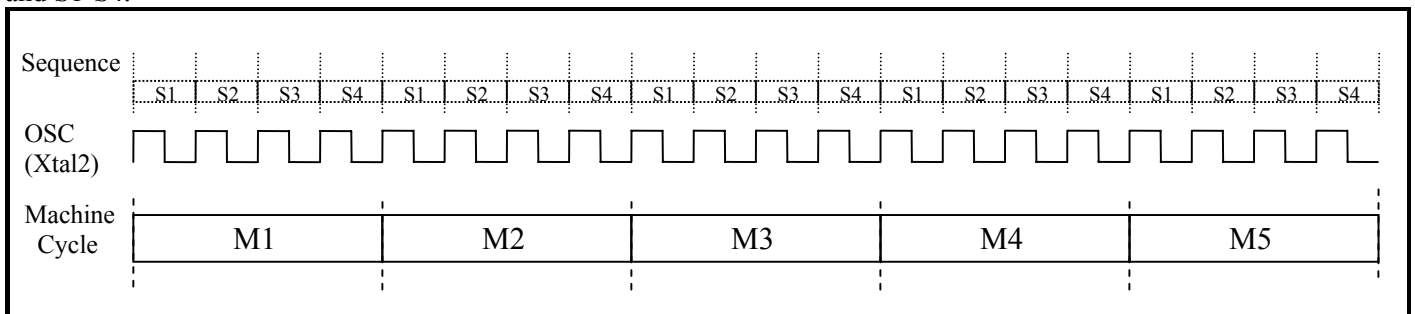 and S1-S4.
Sequence
S1 S2 S3 S4 S1 S2 S3 S4 S1 S2 S3 S4 S1 S2 S3 S4 S1 S2 S3 S4
OSC
(Xtal2)
Machine
Cycle
M1 M2 M3 M4 M5